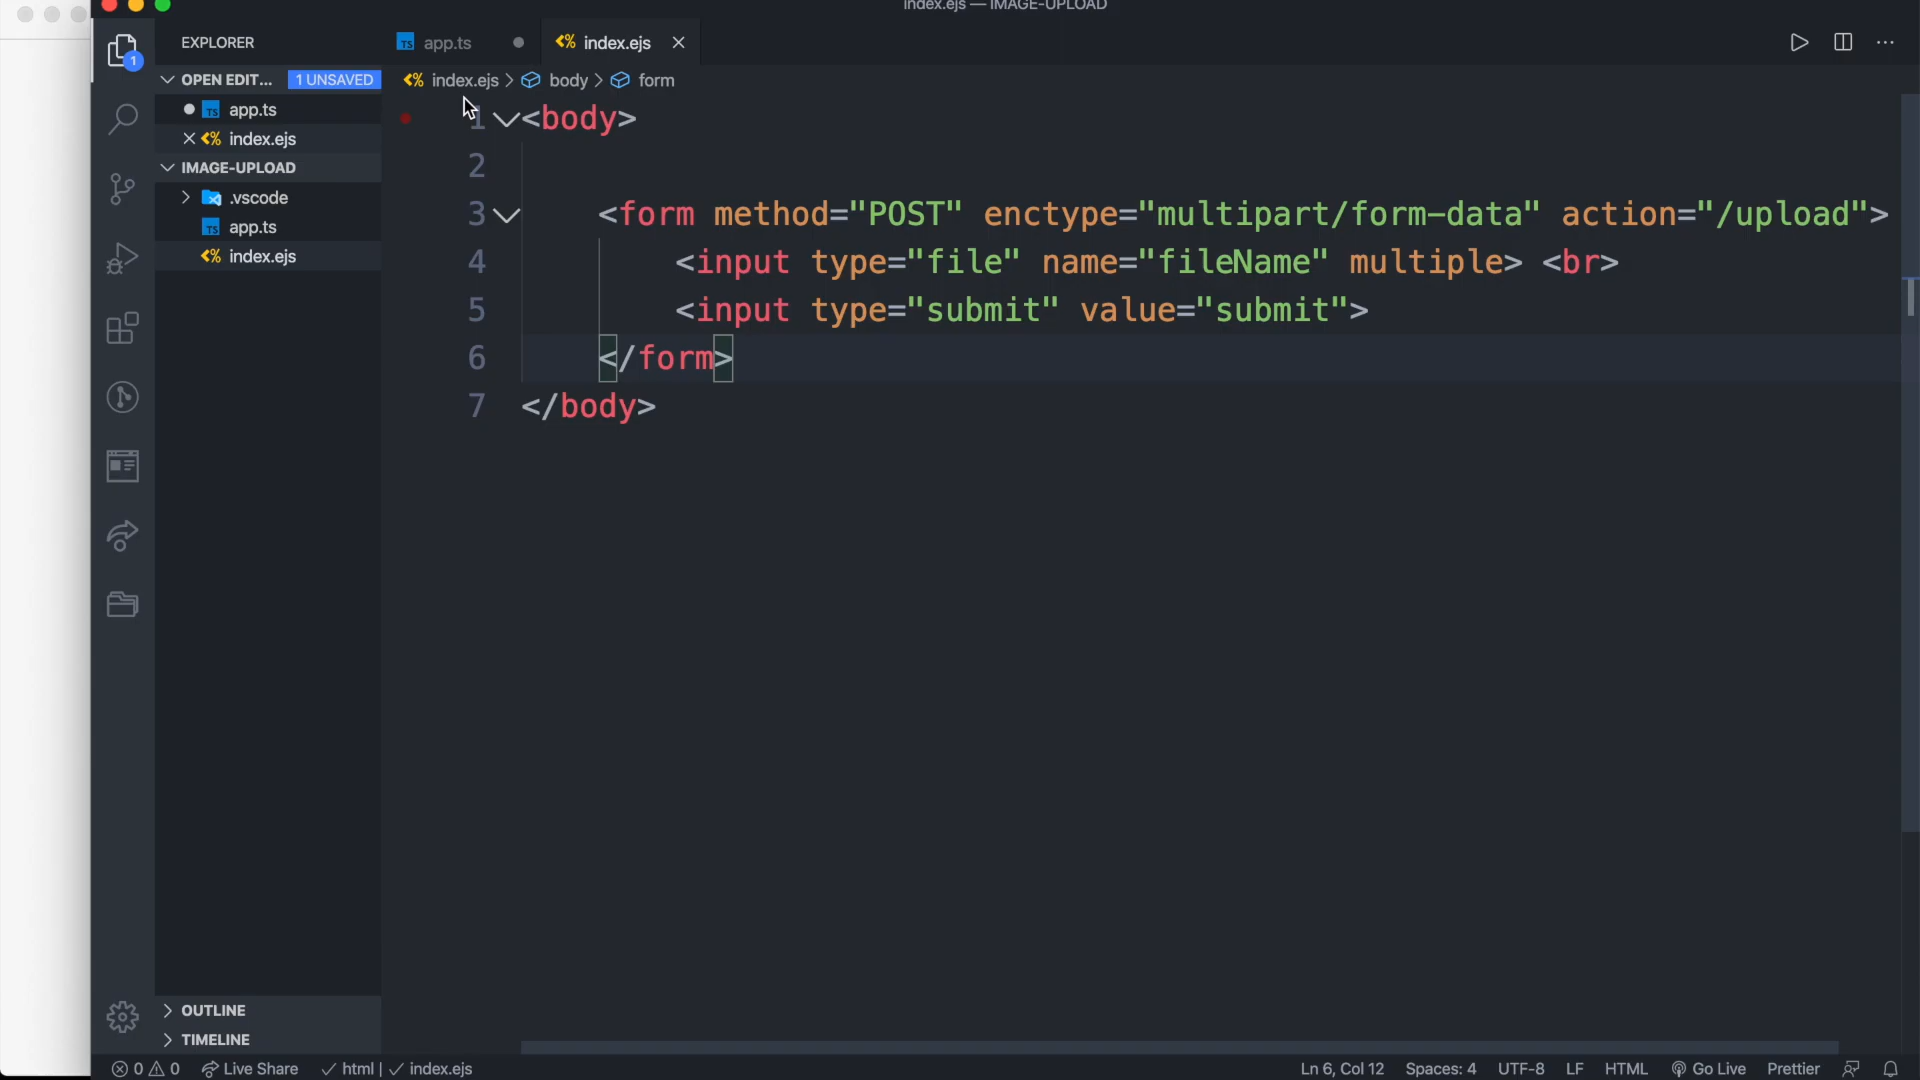 index.ejs — IMAGE-UPLOAD
EXPLORER
app.ts
index.ejs
OPEN EDIT... 1 UNSAVED
app.ts
index.ejs
IMAGE-UPLOAD
.vscode
app.ts
index.ejs
OUTLINE
TIMELINE
1
TS
TS
TS
index.ejs > body > form
1 <body>
2
3 <form method="POST" enctype="multipart/form-data" action="/upload">
4 <input type="file" name="fileName" multiple> <br>
5 <input type="submit" value="submit">
6 </form>
7 </body>
0 0 Live Share ✓ html | ✓ index.ejs
Ln 6, Col 12 Spaces: 4 UTF-8 LF HTML Go Live Prettier